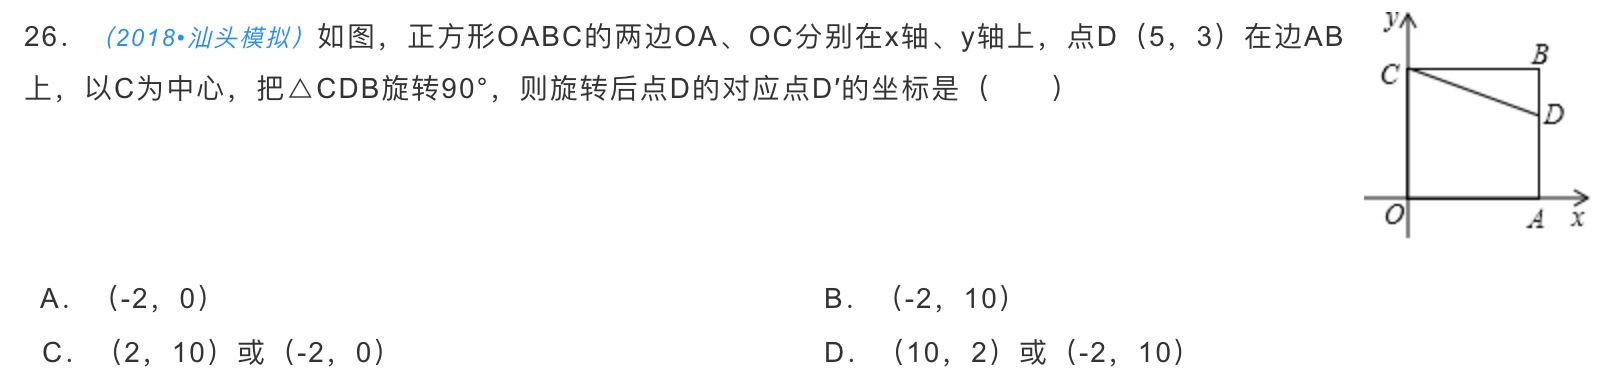 26. （2018•汕头模拟）如图，正方形OABC的两边OA、OC分别在x轴、y轴上，点D（5，3）在边AB
上，以C为中心，把△CDB旋转90°，则旋转后点D的对应点D′的坐标是（　　）
y
B
C
D
O
A
x
A. （-2，0）
B. （-2，10）
C. （2，10）或（-2，0）
D. （10，2）或（-2，10）